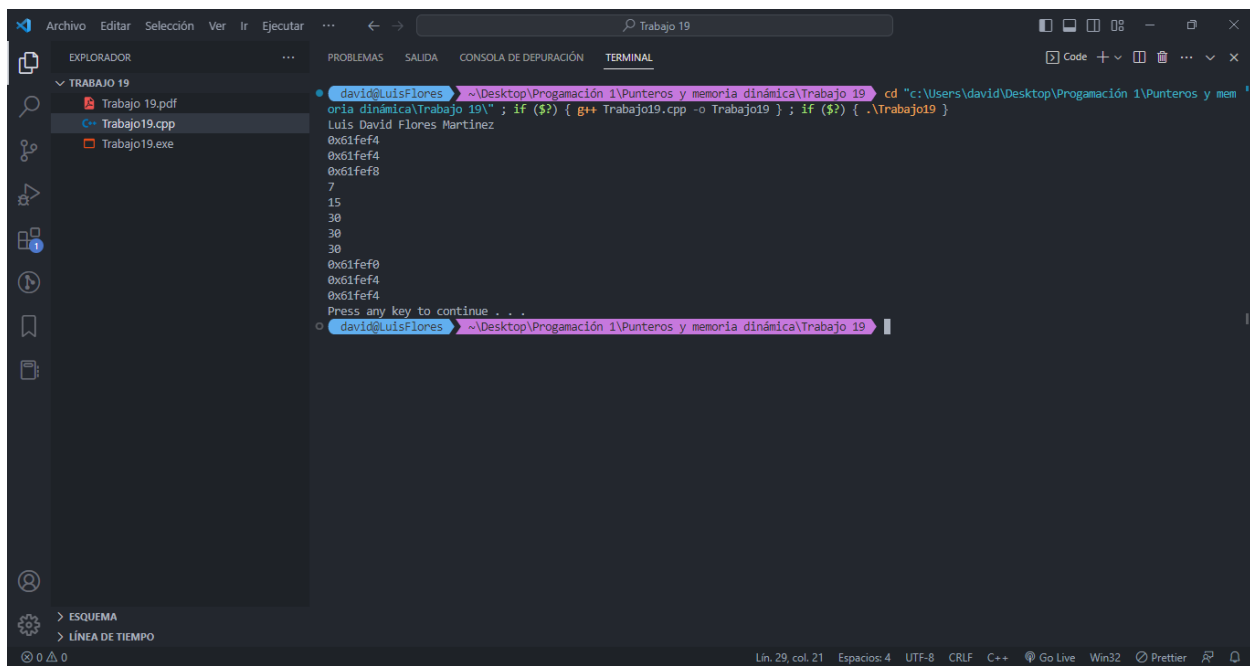 Archivo Editar Selección Ver Ir Ejecutar ... Trabajo 19
EXPLORADOR ...
TRABAJO 19
Trabajo 19.pdf
Trabajo19.cpp
Trabajo19.exe
1
ESQUEMA
LÍNEA DE TIEMPO
PROBLEMAS SALIDA CONSOLA DE DEPURACIÓN TERMINAL Code
david@LuisFlores ~\Desktop\Progamación 1\Punteros y memoria dinámica\Trabajo 19 cd "c:\Users\david\Desktop\Progamación 1\Punteros y mem
oria dinámica\Trabajo 19\" ; if ($?) { g++ Trabajo19.cpp -o Trabajo19 } ; if ($?) { .\Trabajo19 }
Luis David Flores Martinez
0x61fef4
0x61fef4
0x61fef8
7
15
30
30
30
0x61fef0
0x61fef4
0x61fef4
Press any key to continue . . .
david@LuisFlores ~\Desktop\Progamación 1\Punteros y memoria dinámica\Trabajo 19
0 0 Lín. 29, col. 21 Espacios: 4 UTF-8 CRLF C++ Go Live Win32 Prettier